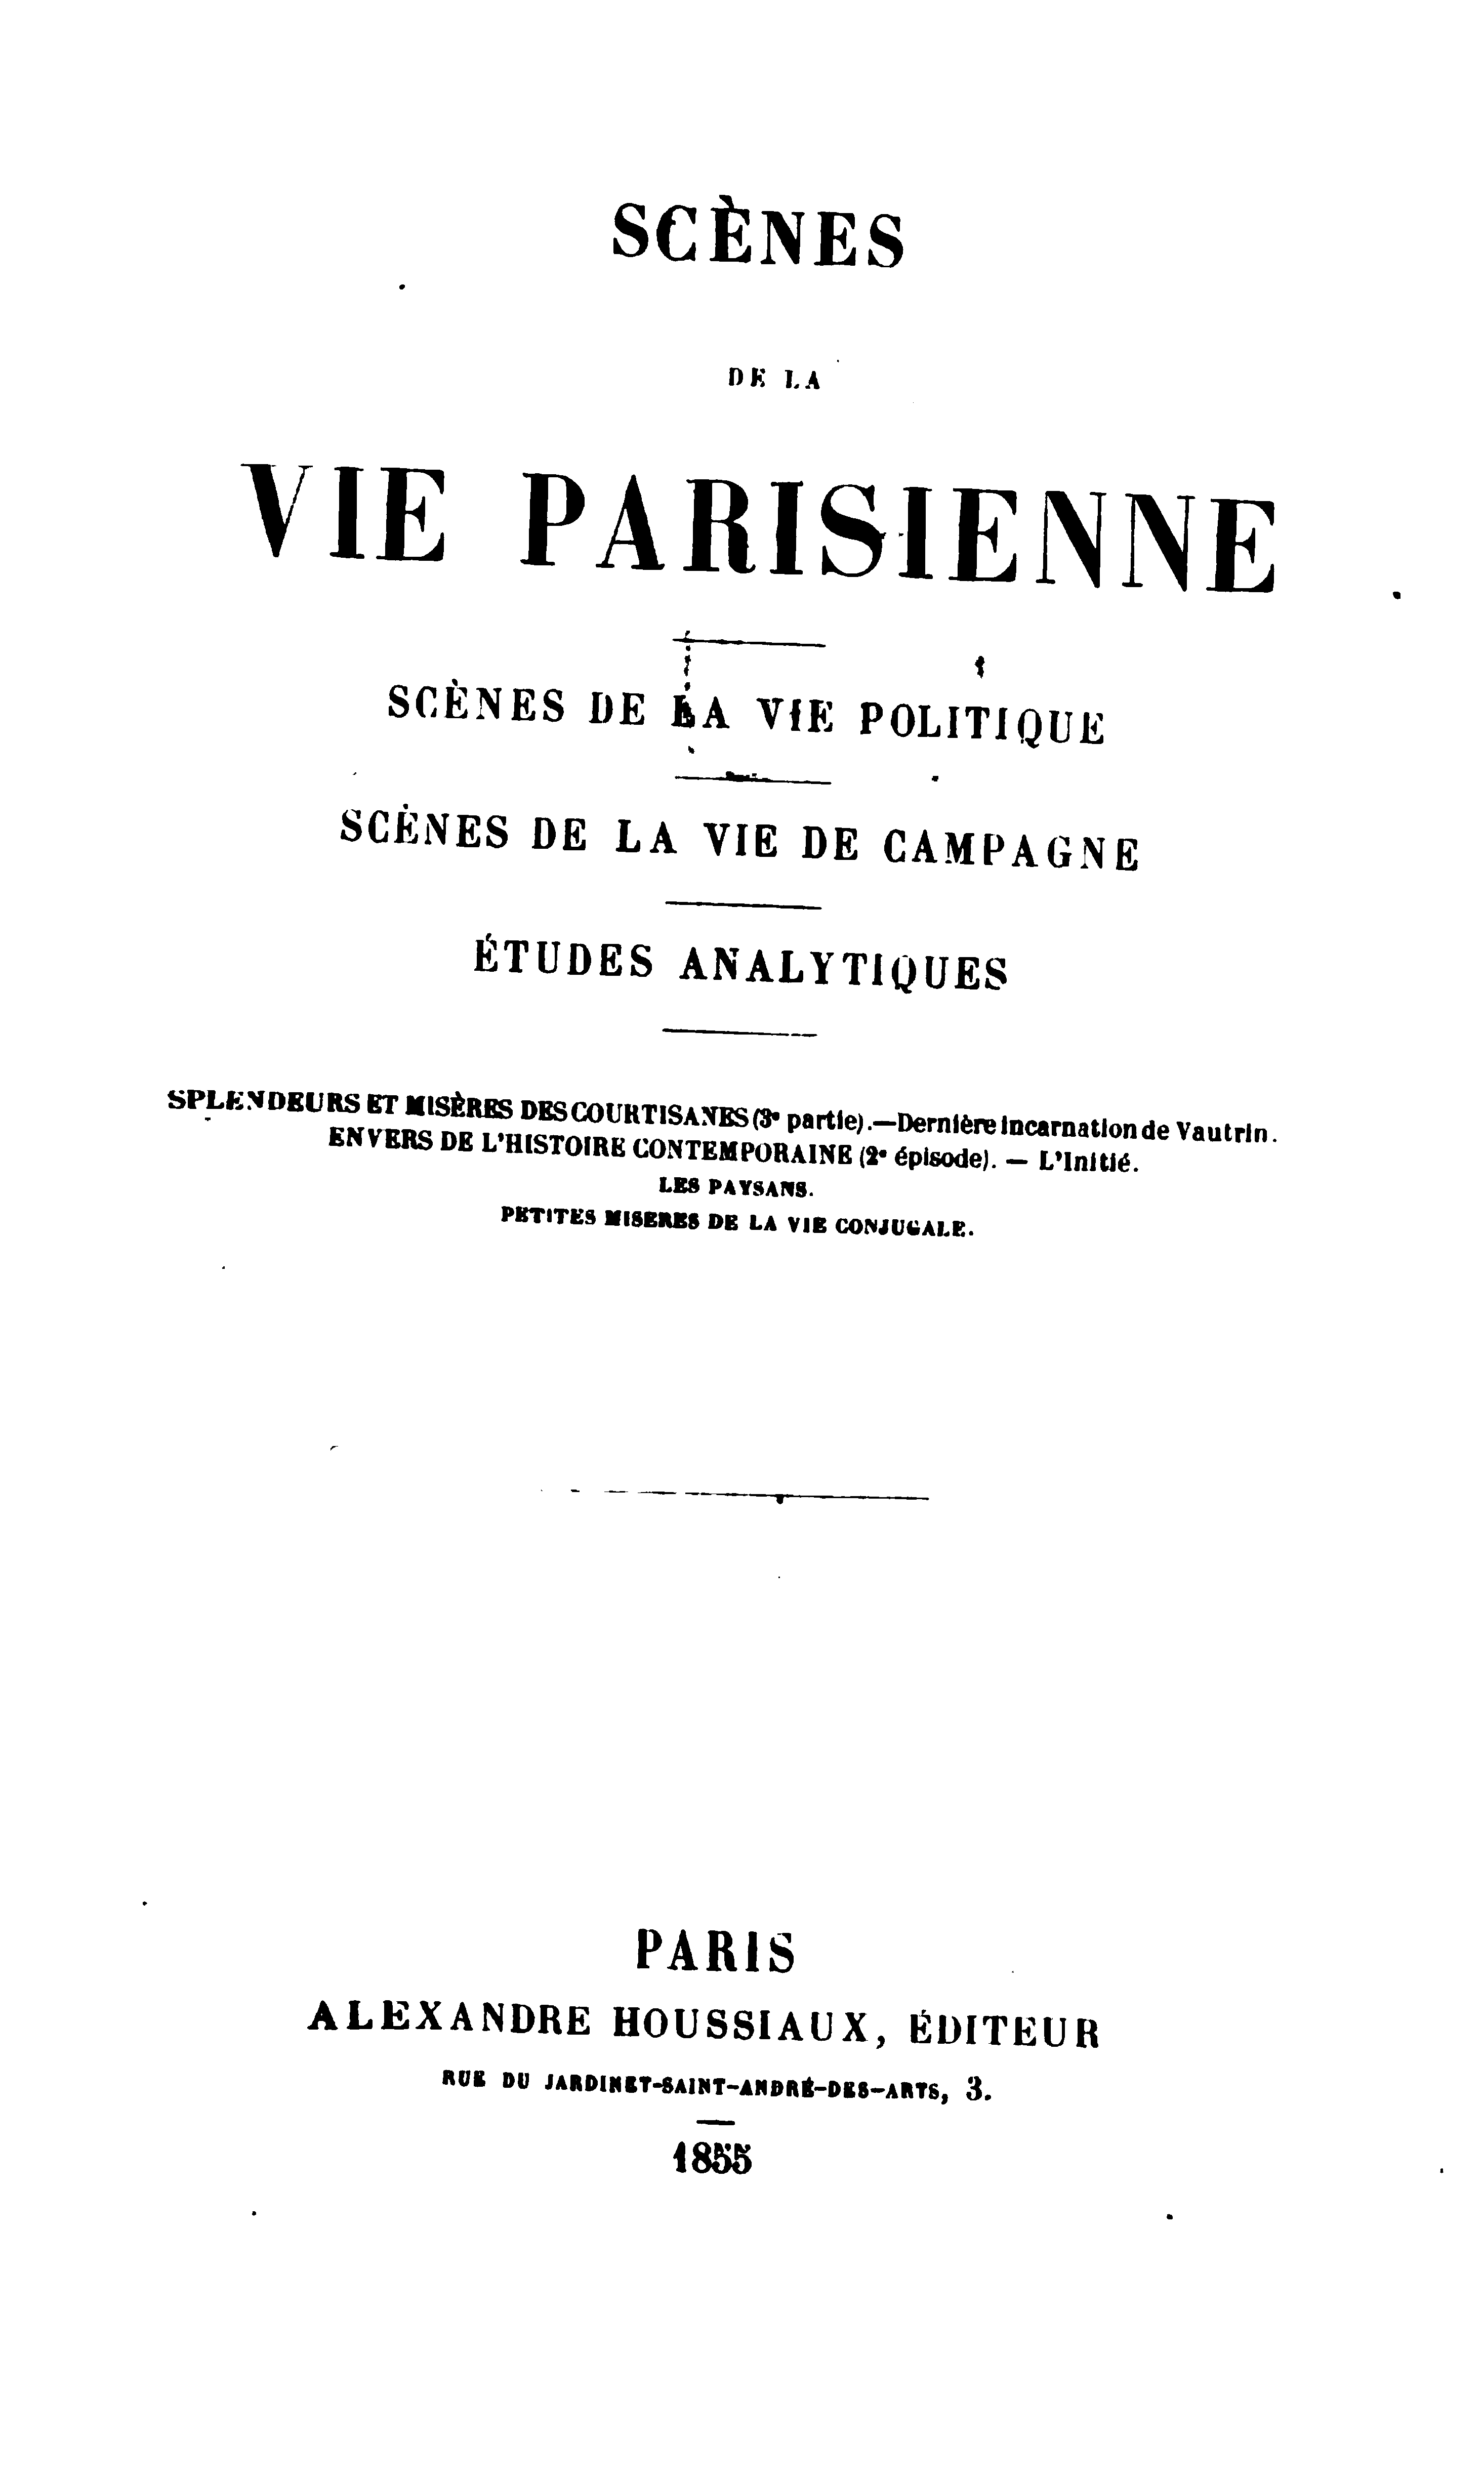 SCÈNES
DE LA
VIE PARISIENNE
SCÈNES DE LA VIE POLITIQUE
SCÈNES DE LA VIE DE CAMPAGNE
ÉTUDES ANALYTIQUES
SPLENDEURS ET MISÈRES DES COURTISANES (3e partie).—Dernière incarnation de Vautrin.
ENVERS DE L'HISTOIRE CONTEMPORAINE (2e épisode). — L'Initié.
LES PAYSANS.
PETITES MISERES DE LA VIE CONJUGALE.
PARIS
ALEXANDRE HOUSSIAUX, ÉDITEUR
RUE DU JARDINET-SAINT-ANDRÉ-DES-ARTS, 3.
1855